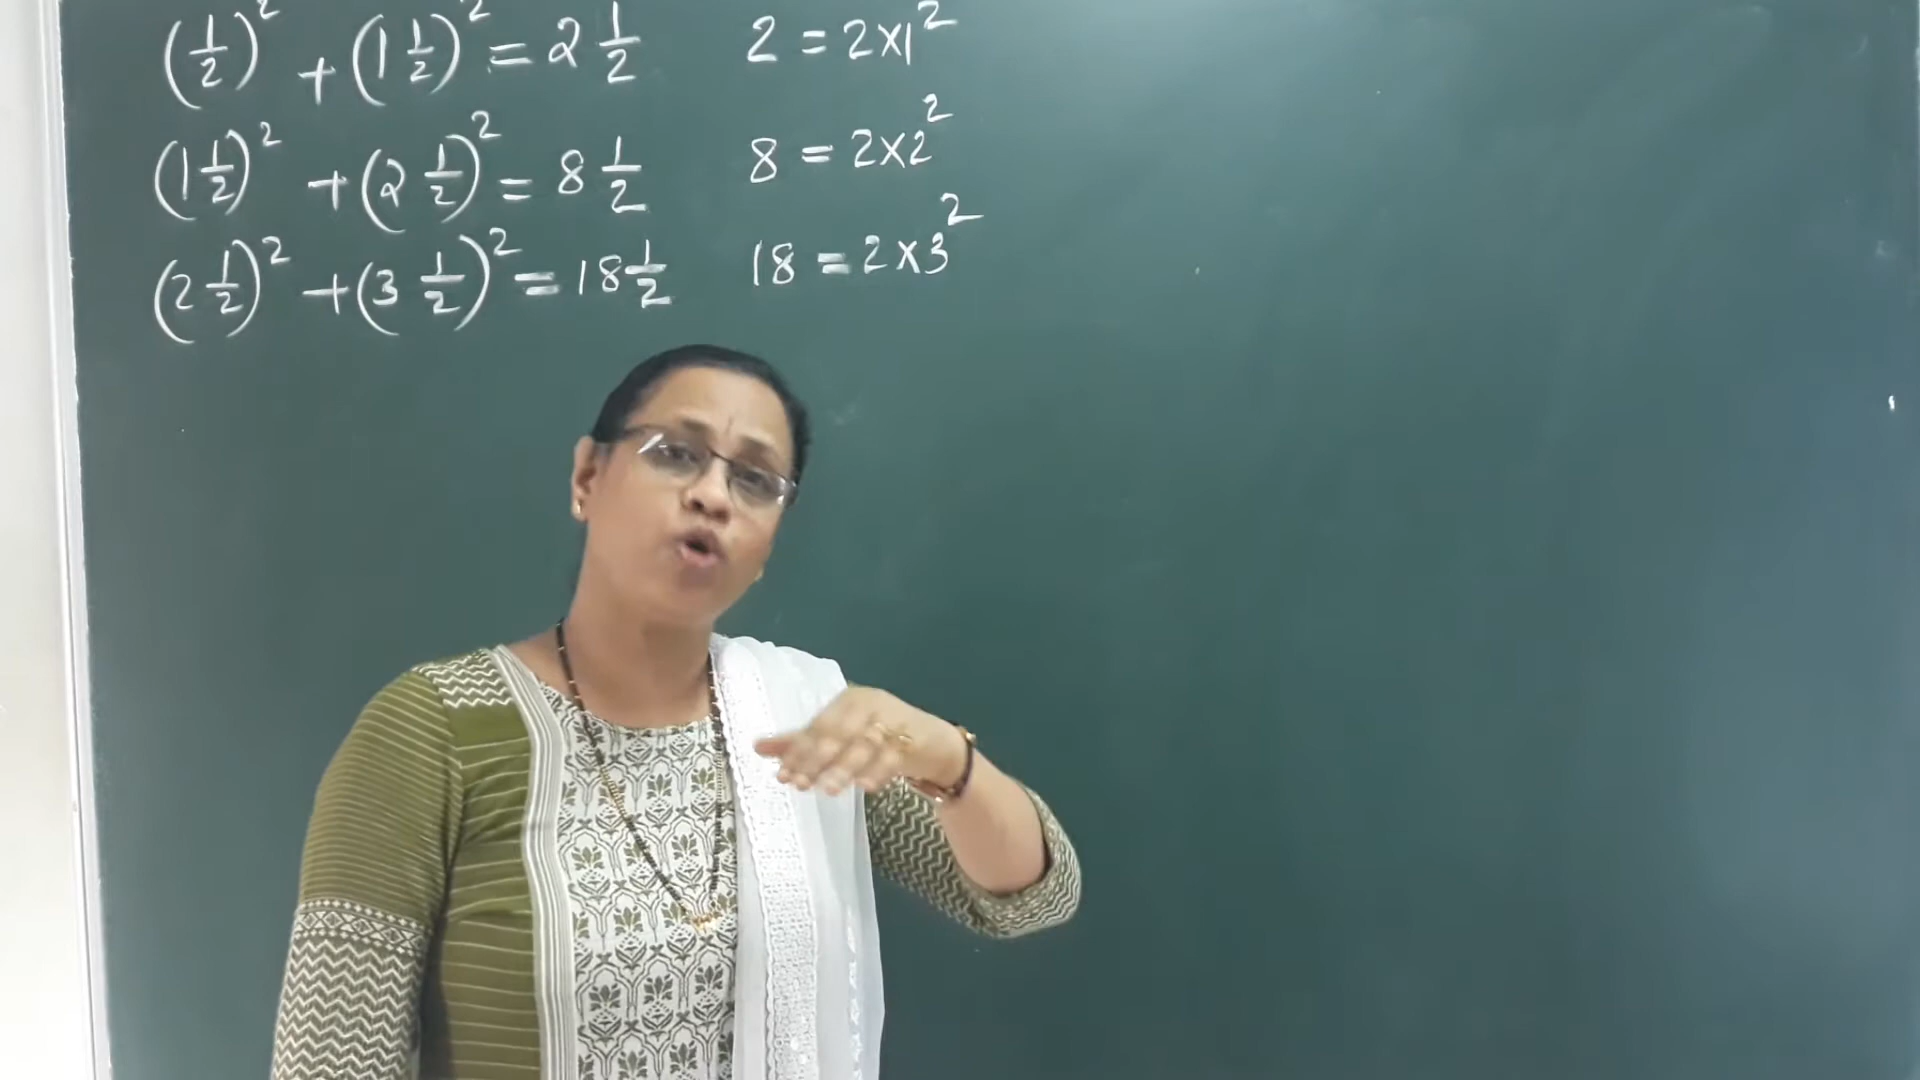 (1/2)² + (1 1/2)² = 2 1/2 2 = 2×1²
(1 1/2)² + (2 1/2)² = 8 1/2 8 = 2×2²
(2 1/2)² + (3 1/2)² = 18 1/2 18 = 2×3²